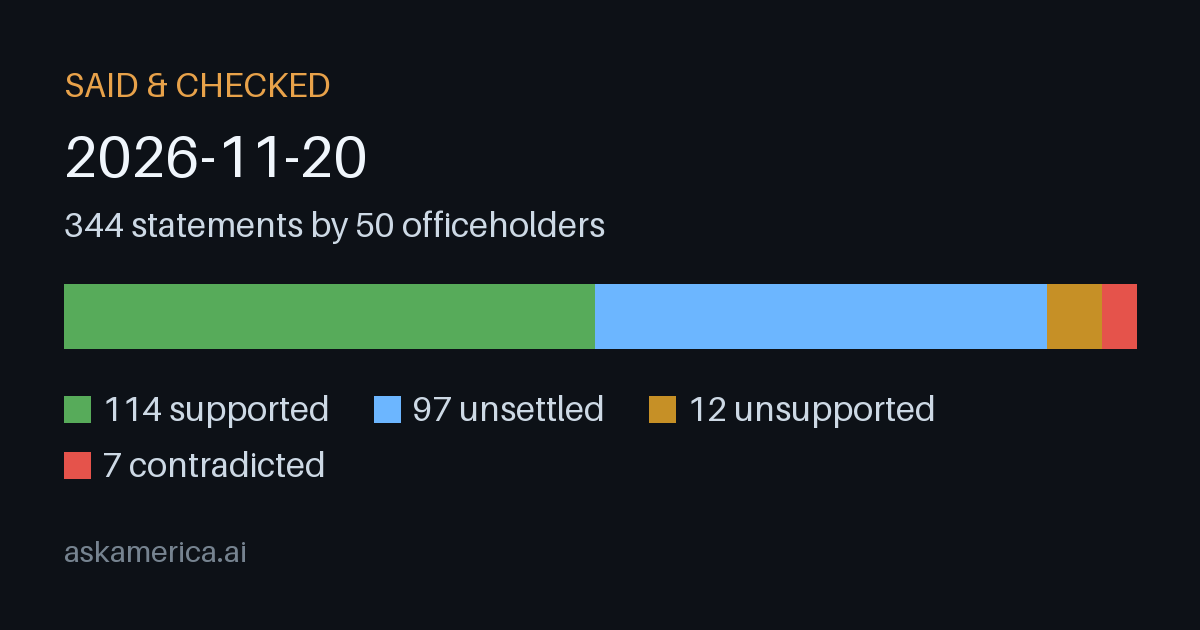 SAID & CHECKED
2026-11-20
344 statements by 50 officeholders
114 supported 97 unsettled 12 unsupported
7 contradicted
askamerica.ai